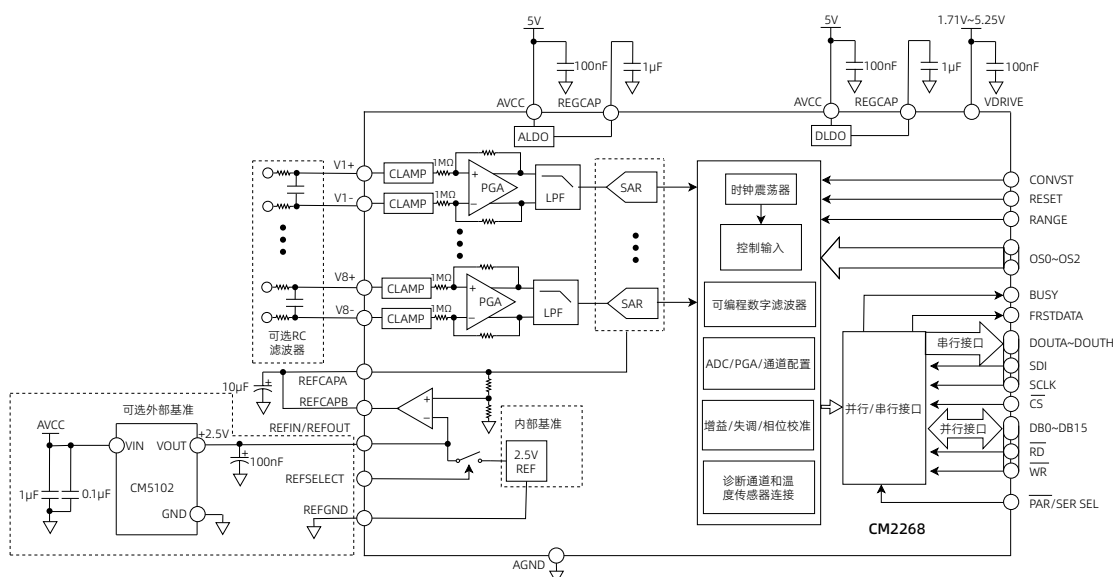 5V
5V
1.71V~5.25V
100nF
1μF
100nF
1μF
100nF
AVCC
REGCAP
AVCC
REGCAP
VDRIVE
ALDO
DLDO
V1+
CLAMP
1MΩ
PGA
LPF
SAR
V1-
CLAMP
1MΩ
时钟震荡器
控制输入
CONVST
RESET
RANGE
OS0~OS2
V8+
CLAMP
1MΩ
PGA
LPF
SAR
V8-
CLAMP
1MΩ
可选RC
滤波器
可编程数字滤波器
ADC/PGA/通道配置
增益/失调/相位校准
诊断通道和温
度传感器连接
并行/串行接口
BUSY
FRSTDATA
串行接口
DOUTA~DOUTH
SDI
SCLK
CS
并行接口
DB0~DB15
RD
WR
PAR/SER SEL
CM2268
10μF
REFCAPA
REFCAPB
REFIN/REFOUT
REFSELECT
REFGND
内部基准
2.5V
REF
可选外部基准
AVCC
VIN
VOUT
+2.5V
CM5102
100nF
1μF
0.1μF
GND
AGND